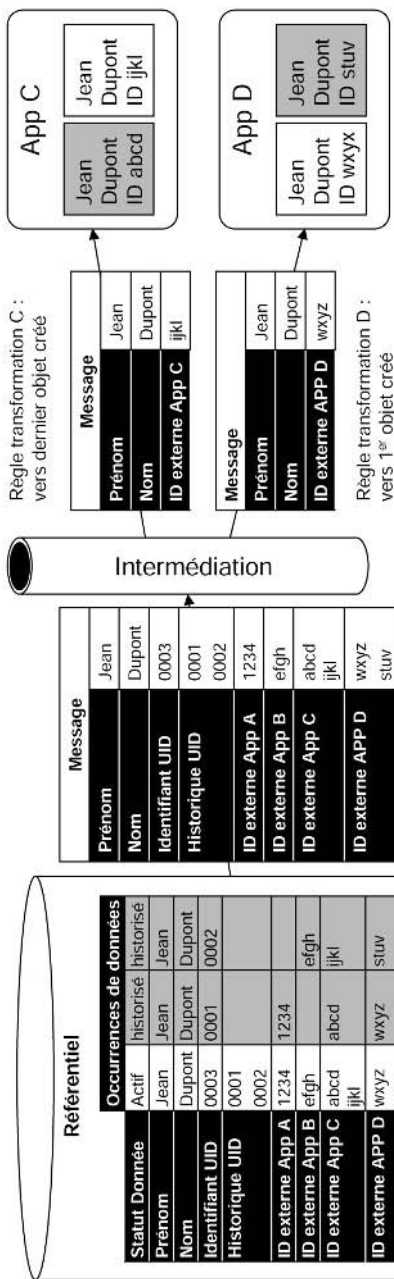 Référentiel
Occurrences de données
Statut Donnée Actif historisé historisé
Prénom Jean Jean Jean
Nom Dupont Dupont Dupont
Identifiant UID 0003 0001 0002
Historique UID 0001
0002
ID externe App A 1234 1234
ID externe App B efgh efgh
ID externe App C abcd abcd ijkl
ijkl
ID externe APP D wxyz wxyz stuv
Message
Prénom Jean
Nom Dupont
Identifiant UID 0003
Historique UID 0001
0002
ID externe App A 1234
ID externe App B efgh
ID externe App C abcd
ijkl
ID externe APP D wxyz
stuv
Intermédiation
Règle transformation C :
vers dernier objet créé
Message
Prénom Jean
Nom Dupont
ID externe App C ijkl
Message
Prénom Jean
Nom Dupont
ID externe APP D wxyz
Règle transformation D :
vers 1er objet créé
App C
Jean
Dupont
ID abcd
Jean
Dupont
ID ijkl
App D
Jean
Dupont
ID wxyx
Jean
Dupont
ID stuv